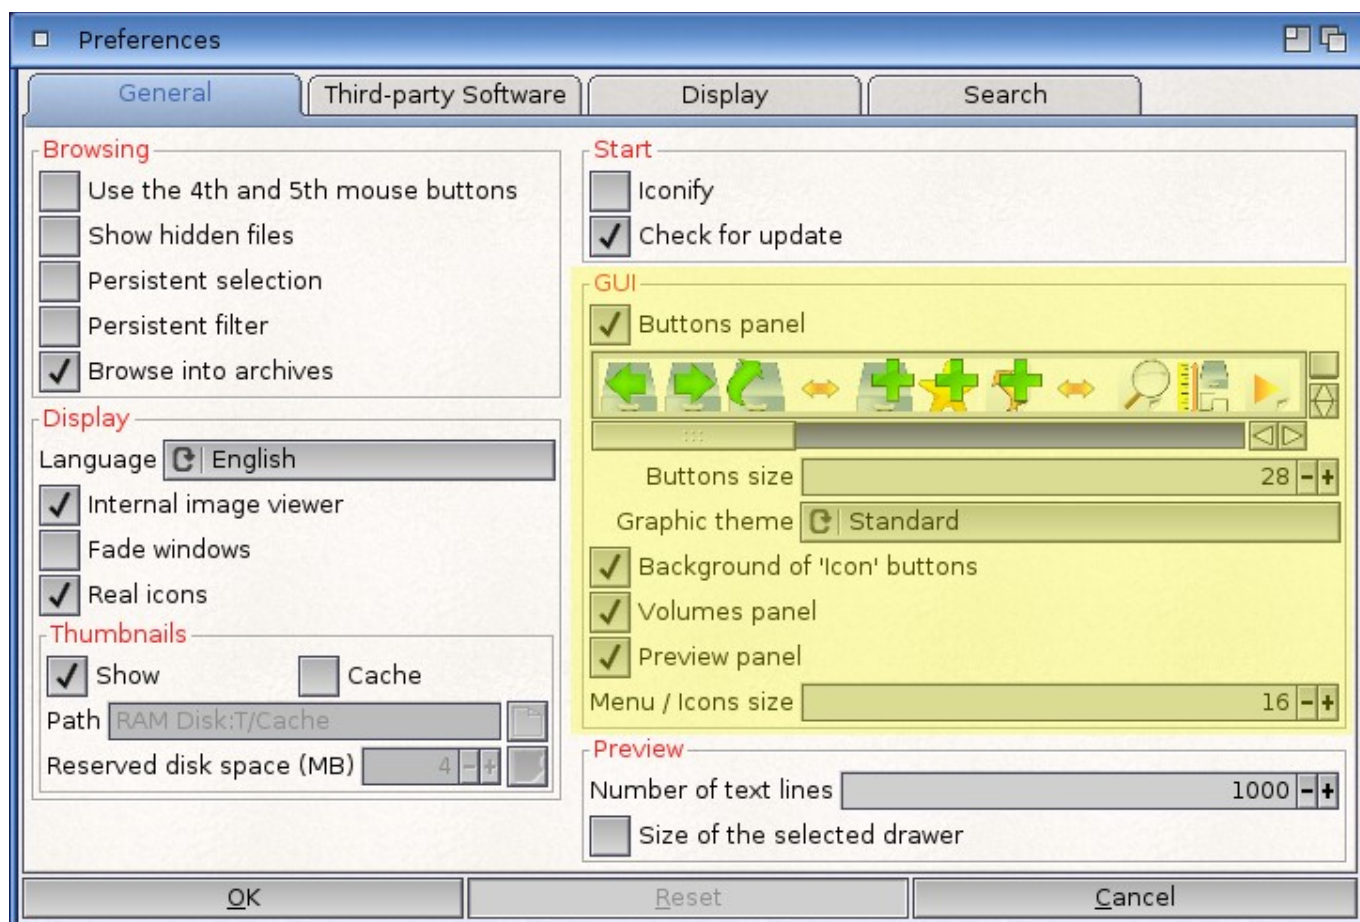 Preferences
General
Third-party Software
Display
Search
Browsing
Use the 4th and 5th mouse buttons
Show hidden files
Persistent selection
Persistent filter
Browse into archives
Display
Language English
Internal image viewer
Fade windows
Real icons
Thumbnails
Show Cache
Path RAM Disk:T/Cache
Reserved disk space (MB) 4 - +
Start
Iconify
Check for update
GUI
Buttons panel
Buttons size 28 - +
Graphic theme Standard
Background of 'Icon' buttons
Volumes panel
Preview panel
Menu / Icons size 16 - +
Preview
Number of text lines 1000 - +
Size of the selected drawer
OK
Reset
Cancel